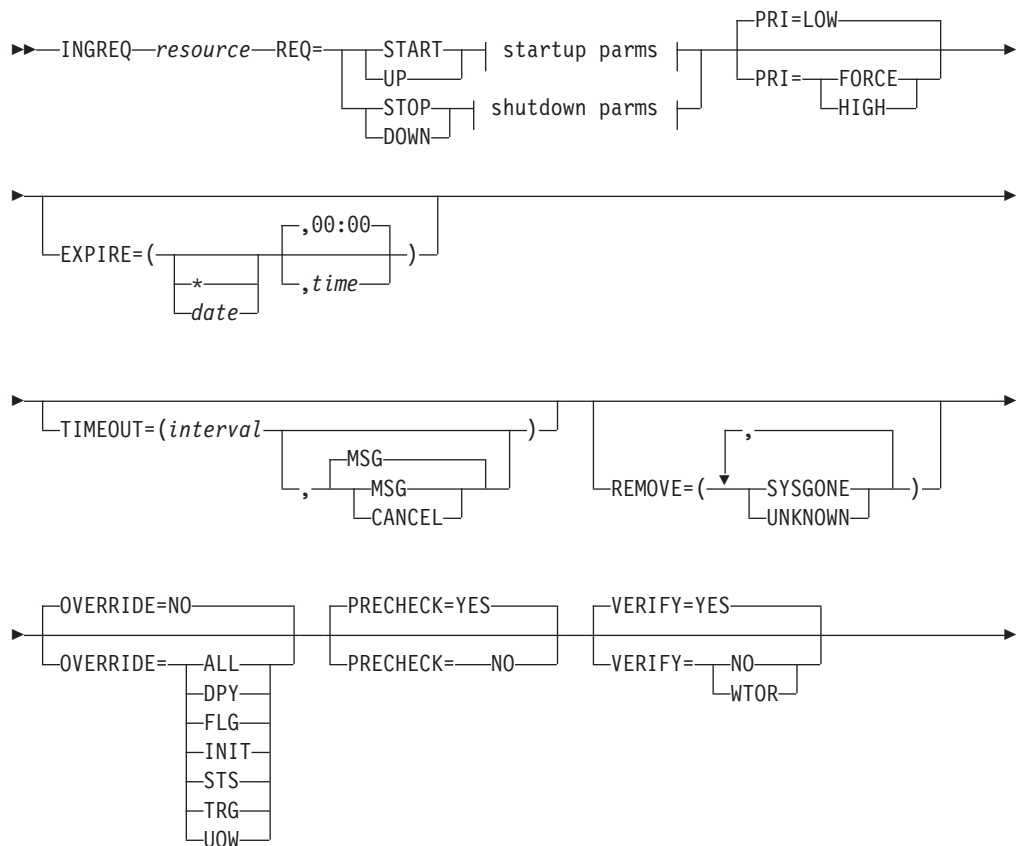 PRI=LOW
INGREQ resource REQ= START startup parms PRI= FORCE
UP HIGH
STOP shutdown parms
DOWN
,00:00
EXPIRE=( )
* ,time
date
TIMEOUT=(interval )
MSG ,
, MSG REMOVE=( SYSGONE )
CANCEL UNKNOWN
OVERRIDE=NO PRECHECK=YES VERIFY=YES
OVERRIDE= ALL PRECHECK= NO VERIFY= NO
DPY WTOR
FLG
INIT
STS
TRG
UOW